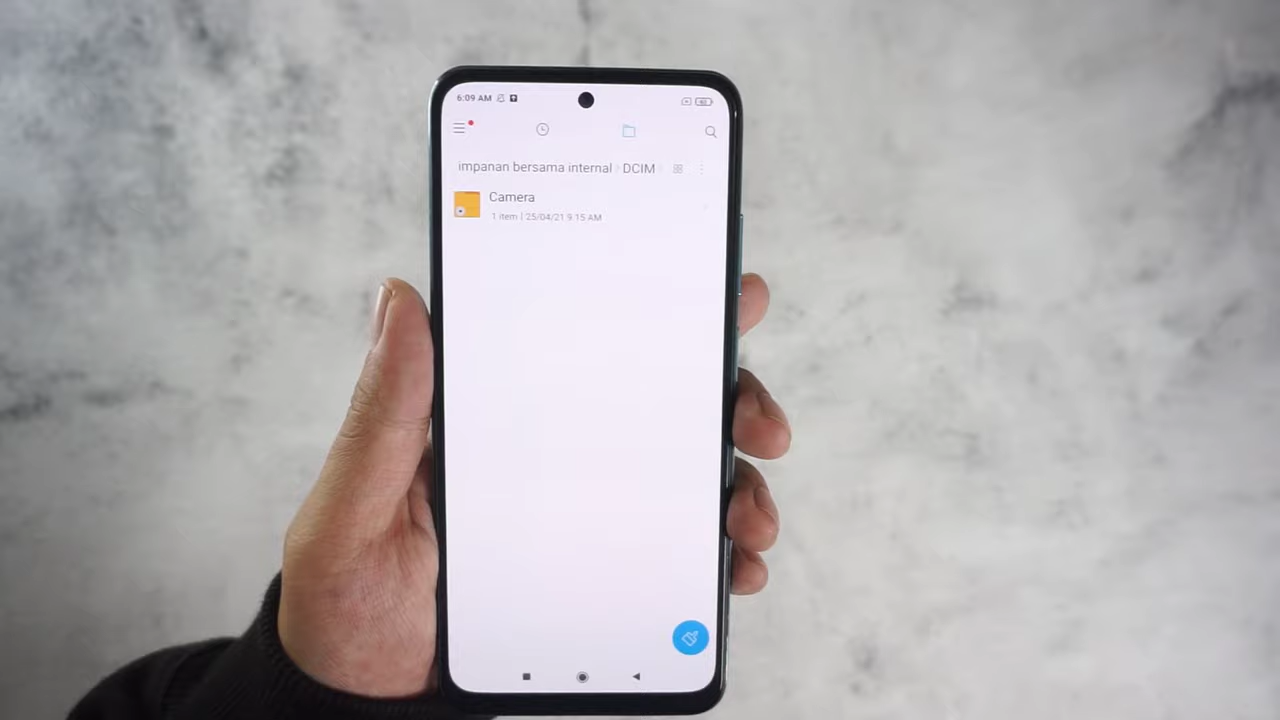 6:09 AM
impanan bersama internal DCIM
Camera
1 item | 25/04/21 9.15 AM